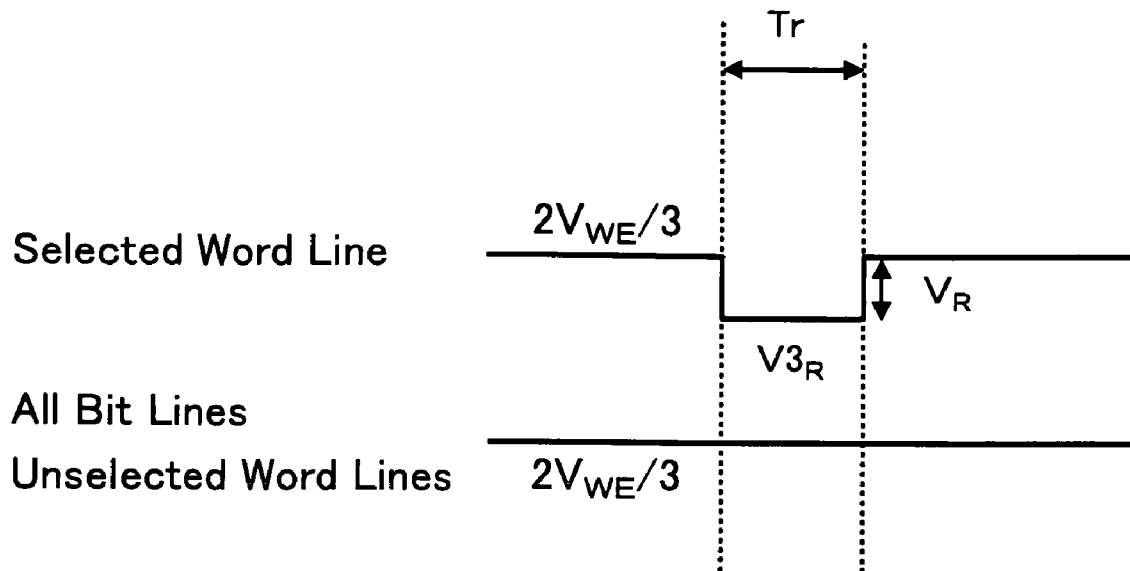 Tr
2V_WE/3
Selected Word Line
V_R
V3_R
All Bit Lines
Unselected Word Lines 2V_WE/3